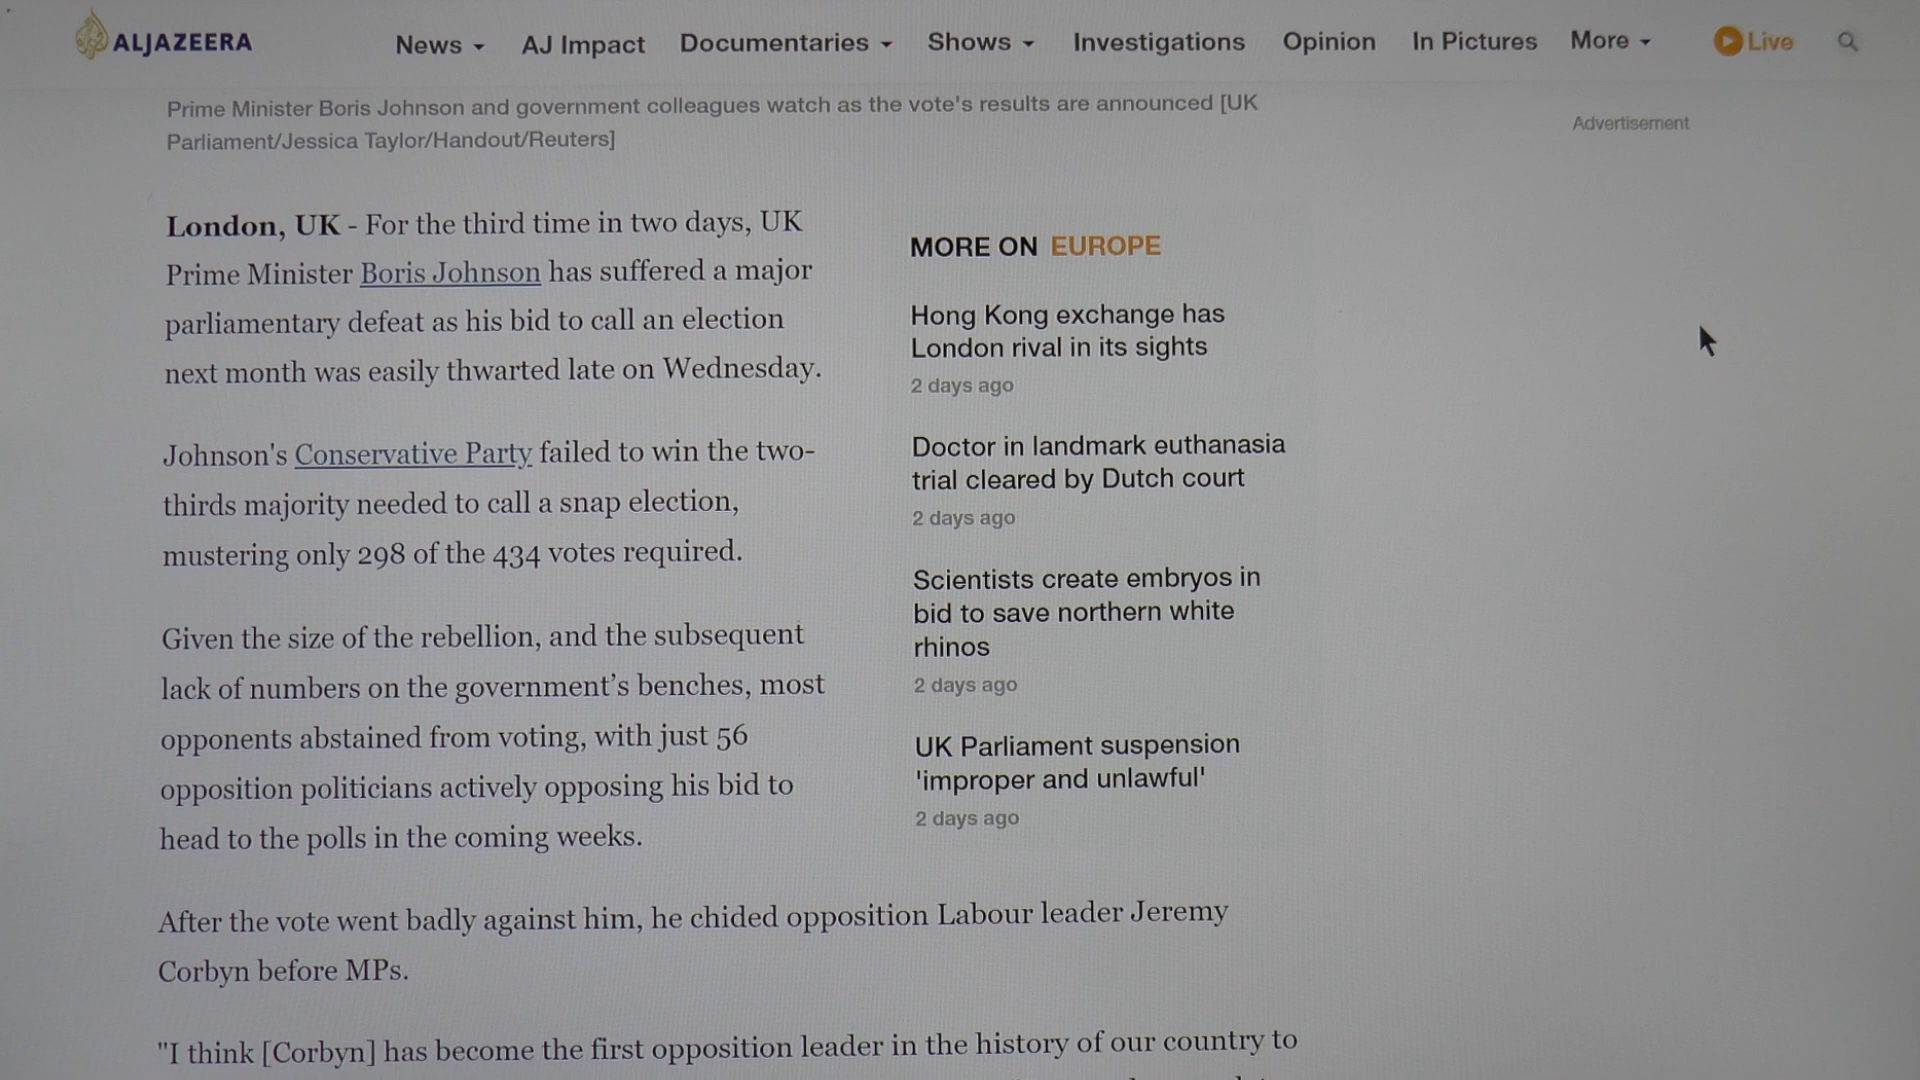 ALJAZEERA
News AJ Impact Documentaries Shows Investigations Opinion In Pictures More Live
Prime Minister Boris Johnson and government colleagues watch as the vote's results are announced [UK
Parliament/Jessica Taylor/Handout/Reuters]
Advertisement
London, UK - For the third time in two days, UK
Prime Minister Boris Johnson has suffered a major
parliamentary defeat as his bid to call an election
next month was easily thwarted late on Wednesday.
Johnson's Conservative Party failed to win the two-
thirds majority needed to call a snap election,
mustering only 298 of the 434 votes required.
Given the size of the rebellion, and the subsequent
lack of numbers on the government’s benches, most
opponents abstained from voting, with just 56
opposition politicians actively opposing his bid to
head to the polls in the coming weeks.
MORE ON EUROPE
Hong Kong exchange has
London rival in its sights
2 days ago
Doctor in landmark euthanasia
trial cleared by Dutch court
2 days ago
Scientists create embryos in
bid to save northern white
rhinos
2 days ago
UK Parliament suspension
'improper and unlawful'
2 days ago
After the vote went badly against him, he chided opposition Labour leader Jeremy
Corbyn before MPs.
"I think [Corbyn] has become the first opposition leader in the history of our country to